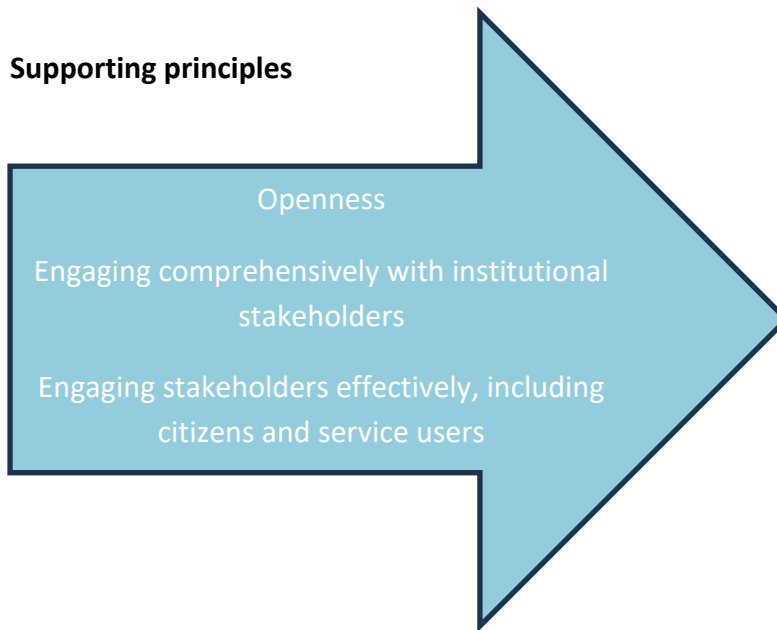 Supporting principles
Openness
Engaging comprehensively with institutional
stakeholders
Engaging stakeholders effectively, including
citizens and service users